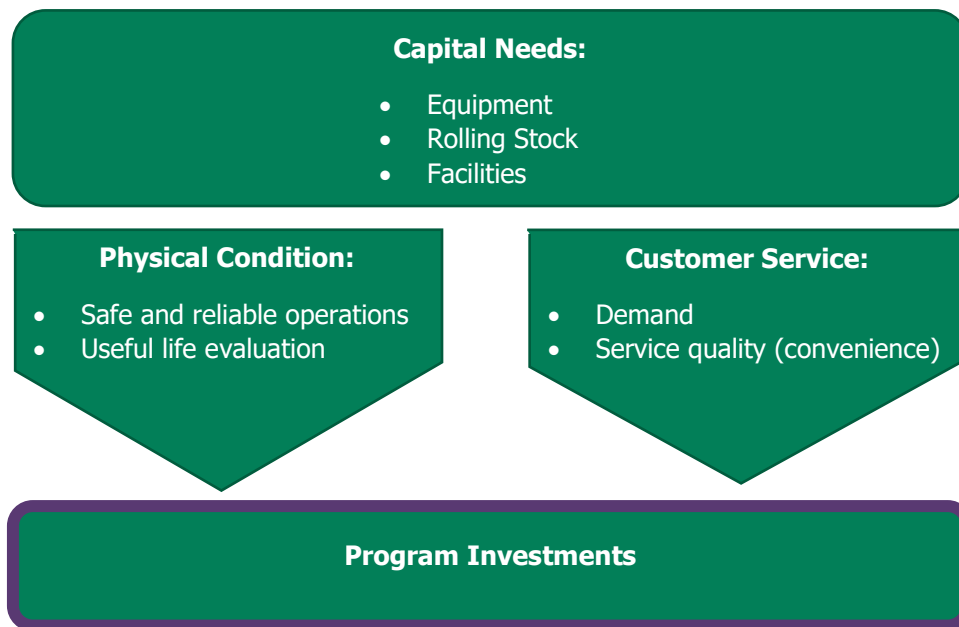 Capital Needs:
• Equipment
• Rolling Stock
• Facilities
Physical Condition:
• Safe and reliable operations
• Useful life evaluation
Customer Service:
• Demand
• Service quality (convenience)
Program Investments